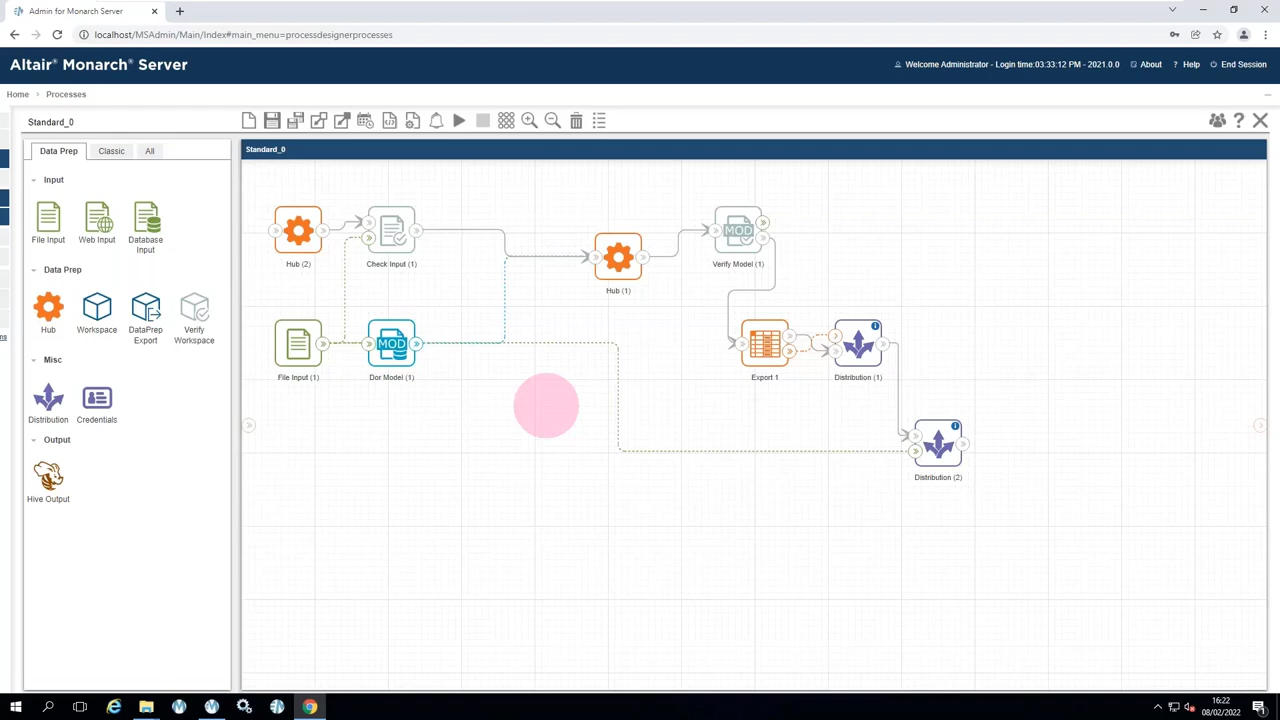 Admin for Monarch Server
localhost/MSAdmin/Main/Index#main_menu=processdesignerprocesses
Altair® Monarch® Server
Welcome Administrator - Login time:03:33:12 PM - 2021.0.0
About
? Help
End Session
Home > Processes
Standard_0
Data Prep
Classic
All
Standard_0
Input
File Input
Web Input
Database
Input
Data Prep
Hub
Workspace
DataPrep
Export
Verify
Workspace
Misc
Distribution
Credentials
Output
Hive Output
Hub (2)
Check Input (1)
Hub (1)
MOD
Verify Model (1)
File Input (1)
MOD
Dor Model (1)
Export 1
Distribution (1)
Distribution (2)
16:22
08/02/2022